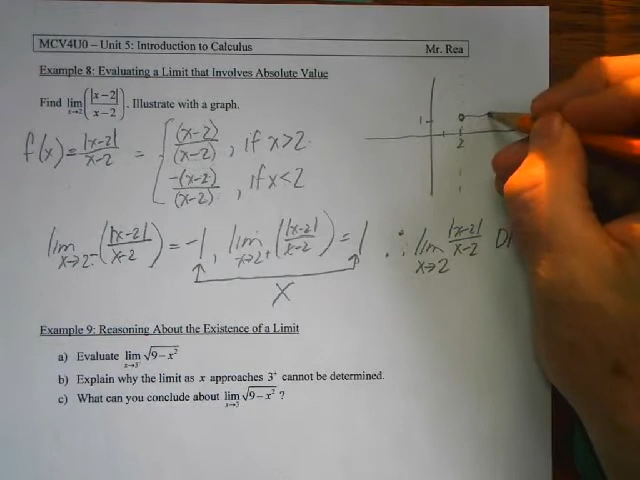 MCV4U0 – Unit 5: Introduction to Calculus Mr. Rea
Example 8: Evaluating a Limit that Involves Absolute Value
Find lim x→2 (|x−2| / x−2). Illustrate with a graph.
f(x) = |x-2| / x-2 = { (x-2) / (x-2), if x>2
-(x-2) / (x-2), if x<2
1
2
lim x→2⁻ (|x-2| / x-2) = -1, lim x→2⁺ (|x-2| / x-2) = 1 ∴ lim x→2 |x-2| / x-2
X
Example 9: Reasoning About the Existence of a Limit
a) Evaluate lim x→3⁻ √9−x²
b) Explain why the limit as x approaches 3⁺ cannot be determined.
c) What can you conclude about lim x→3 √9−x² ?